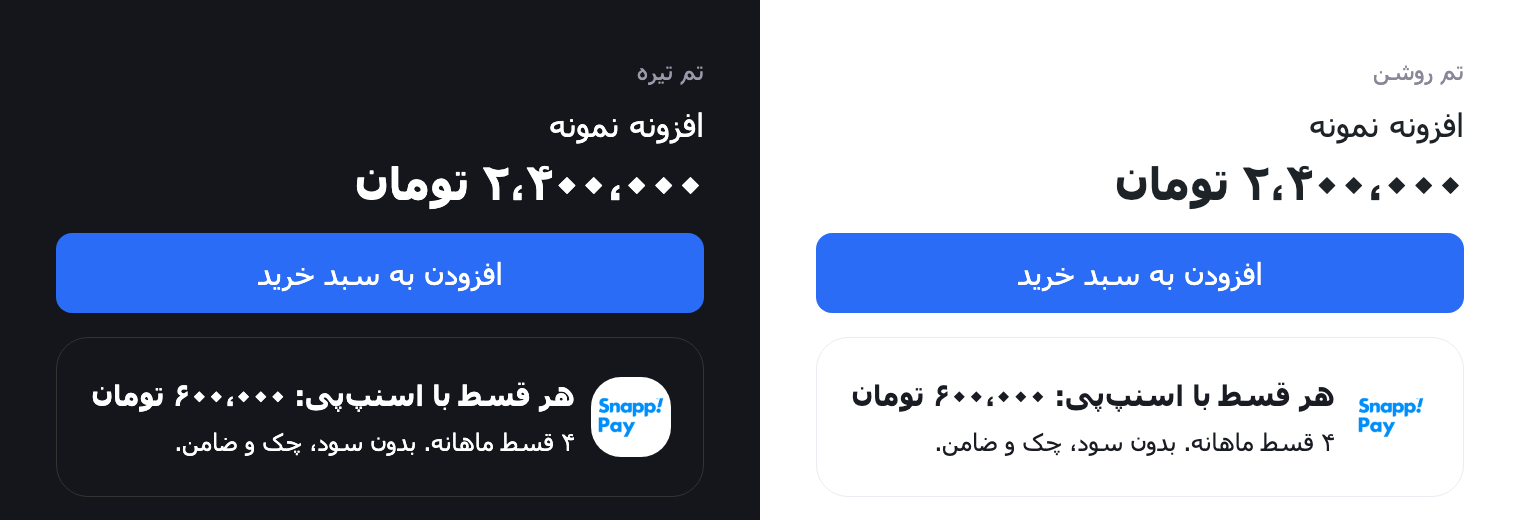 تم روشن
افزونه نمونه
۲،۴۰۰،۰۰۰ تومان
افزودن به سبد خرید
Snapp!
Pay
هر قسط با اسنپ‌پی: ۶۰۰،۰۰۰ تومان
۴ قسط ماهانه. بدون سود، چک و ضامن.
تم تیره
افزونه نمونه
۲،۴۰۰،۰۰۰ تومان
افزودن به سبد خرید
Snapp!
Pay
هر قسط با اسنپ‌پی: ۶۰۰،۰۰۰ تومان
۴ قسط ماهانه. بدون سود، چک و ضامن.